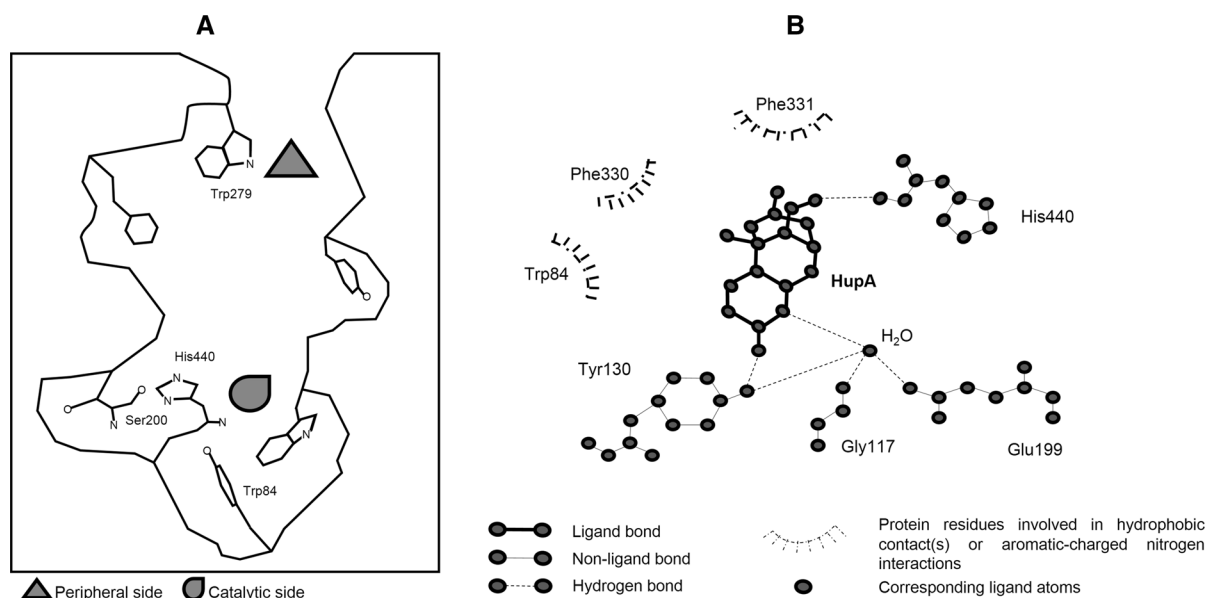 A
B
N
Trp279
O
His440
N
N
O
O
Ser200
N
N
N
O
Trp84
Peripheral side
Catalytic side
Phe331
Phe330
His440
Trp84
HupA
H₂O
Tyr130
Gly117
Glu199
Ligand bond
Non-ligand bond
Hydrogen bond
Protein residues involved in hydrophobic
contact(s) or aromatic-charged nitrogen
interactions
Corresponding ligand atoms